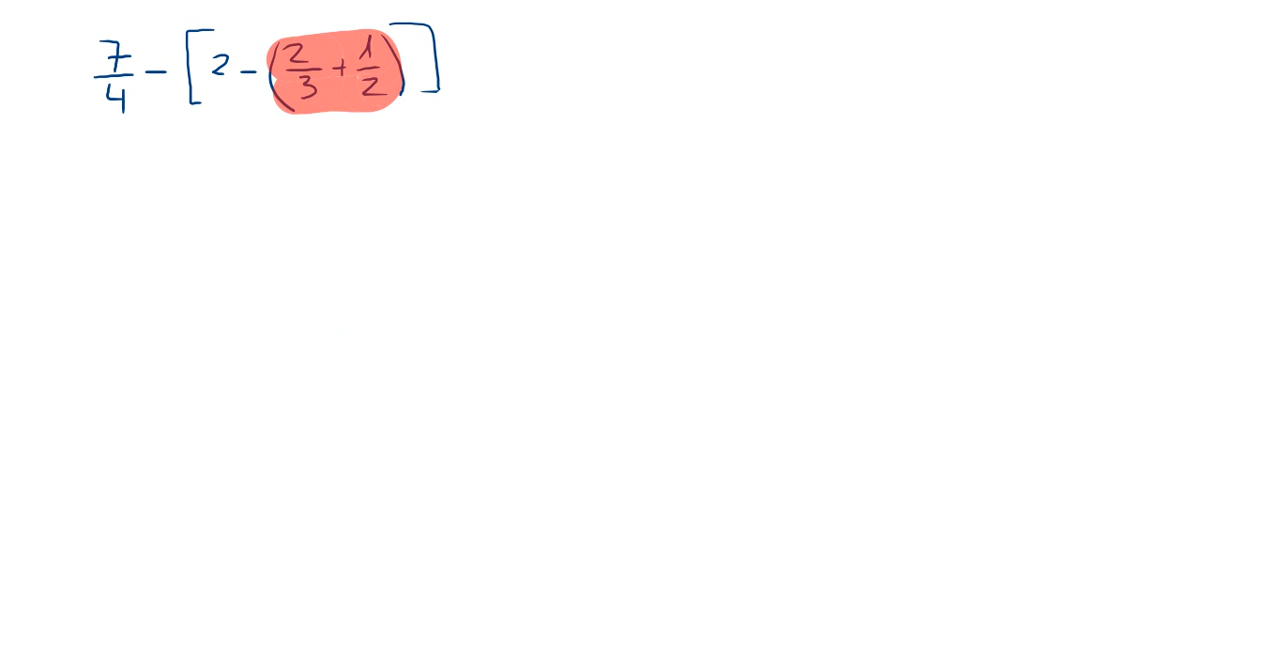 7/4 - [2 - (2/3 + 1/2)]